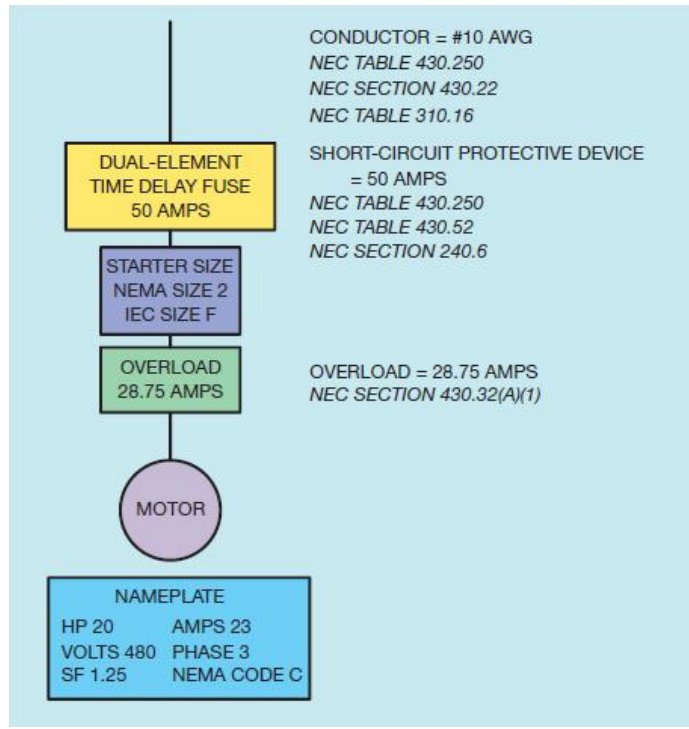 CONDUCTOR = #10 AWG
NEC TABLE 430.250
NEC SECTION 430.22
NEC TABLE 310.16
DUAL-ELEMENT
TIME DELAY FUSE
50 AMPS
SHORT-CIRCUIT PROTECTIVE DEVICE
= 50 AMPS
NEC TABLE 430.250
NEC TABLE 430.52
NEC SECTION 240.6
STARTER SIZE
NEMA SIZE 2
IEC SIZE F
OVERLOAD
28.75 AMPS
OVERLOAD = 28.75 AMPS
NEC SECTION 430.32(A)(1)
MOTOR
NAMEPLATE
HP 20 AMPS 23
VOLTS 480 PHASE 3
SF 1.25 NEMA CODE C